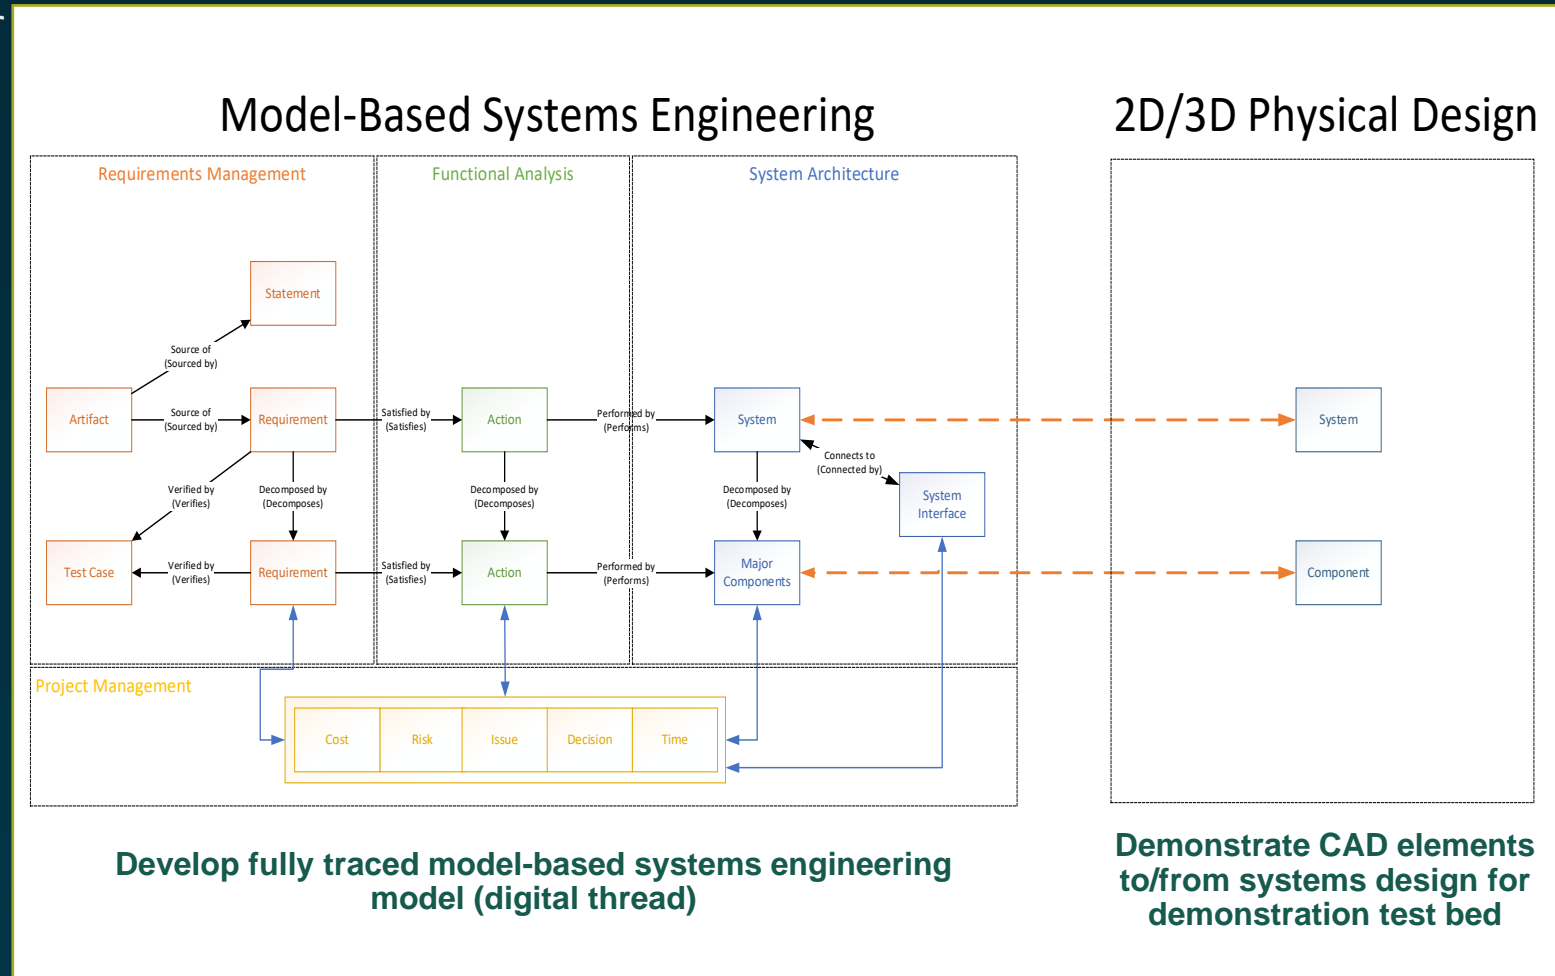 Model-Based Systems Engineering
2D/3D Physical Design
Requirements Management
Functional Analysis
System Architecture
Statement
Source of
(Sourced by)
Artifact
Source of
(Sourced by)
Requirement
Satisfied by
(Satisfies)
Action
Performed by
(Performs)
System
System
Connects to
(Connected by)
Verified by
(Verifies)
Decomposed by
(Decomposes)
Decomposed by
(Decomposes)
Decomposed by
(Decomposes)
System
Interface
Test Case
Verified by
(Verifies)
Requirement
Satisfied by
(Satisfies)
Action
Performed by
(Performs)
Major
Components
Component
Project Management
Cost
Risk
Issue
Decision
Time
Develop fully traced model-based systems engineering
model (digital thread)
Demonstrate CAD elements
to/from systems design for
demonstration test bed